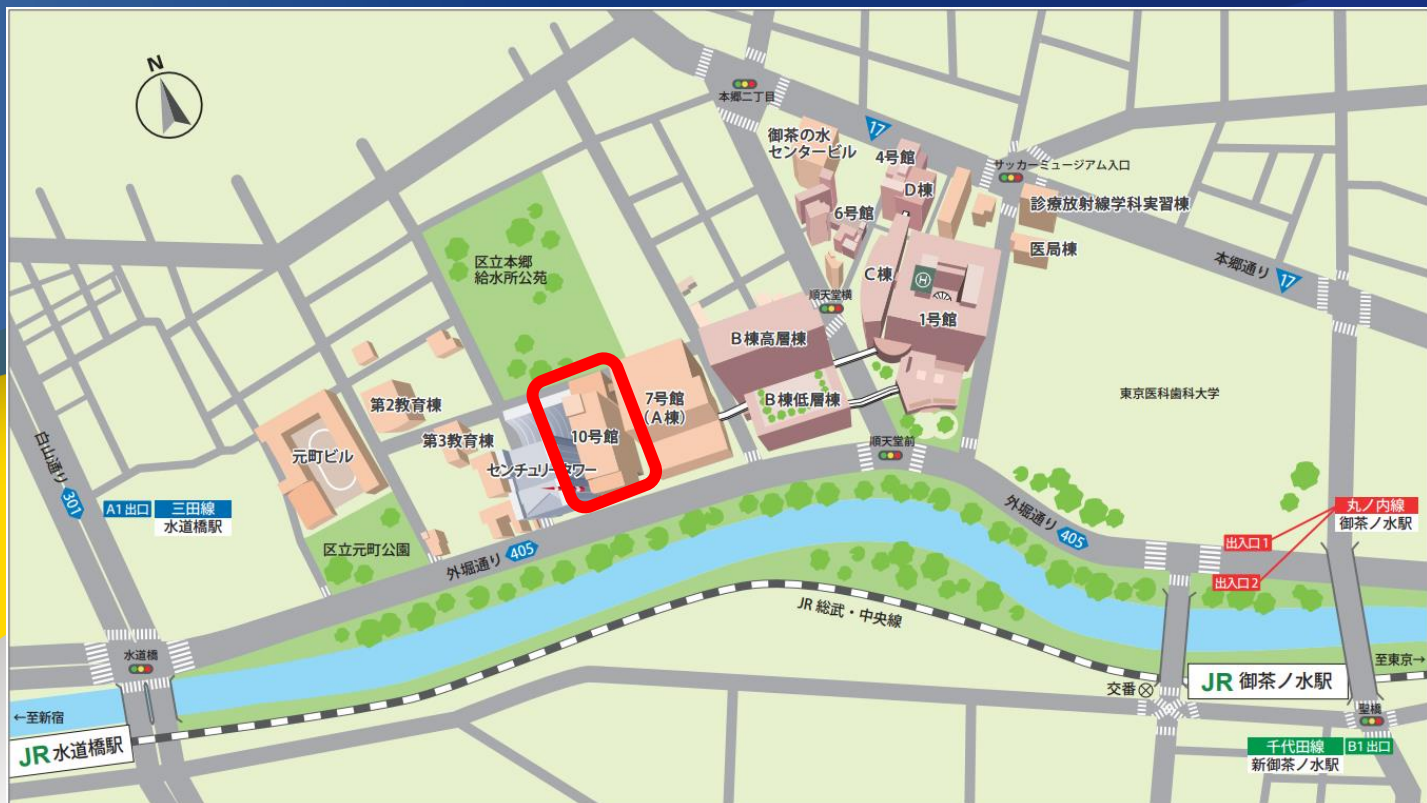 N
本郷二丁目
17
御茶の水
センタービル
4号館
サッカーミュージアム入口
D棟
診療放射線学科実習棟
6号館
医局棟
区立本郷
給水所公苑
C棟
本郷通り 17
順天堂横
1号館
H
B棟高層棟
7号館
(A棟)
B棟低層棟
東京医科歯科大学
第2教育棟
10号館
第3教育棟
順天堂前
元町ビル
センチュリータワー
白山通り 301
A1出口 三田線
水道橋駅
外堀通り 405
丸ノ内線
御茶ノ水駅
出入口1
区立元町公園
外堀通り 405
出入口2
JR 総武・中央線
水道橋
至東京→
JR 御茶ノ水駅
交番
←至新宿
聖橋
JR 水道橋駅
千代田線 B1出口
新御茶ノ水駅